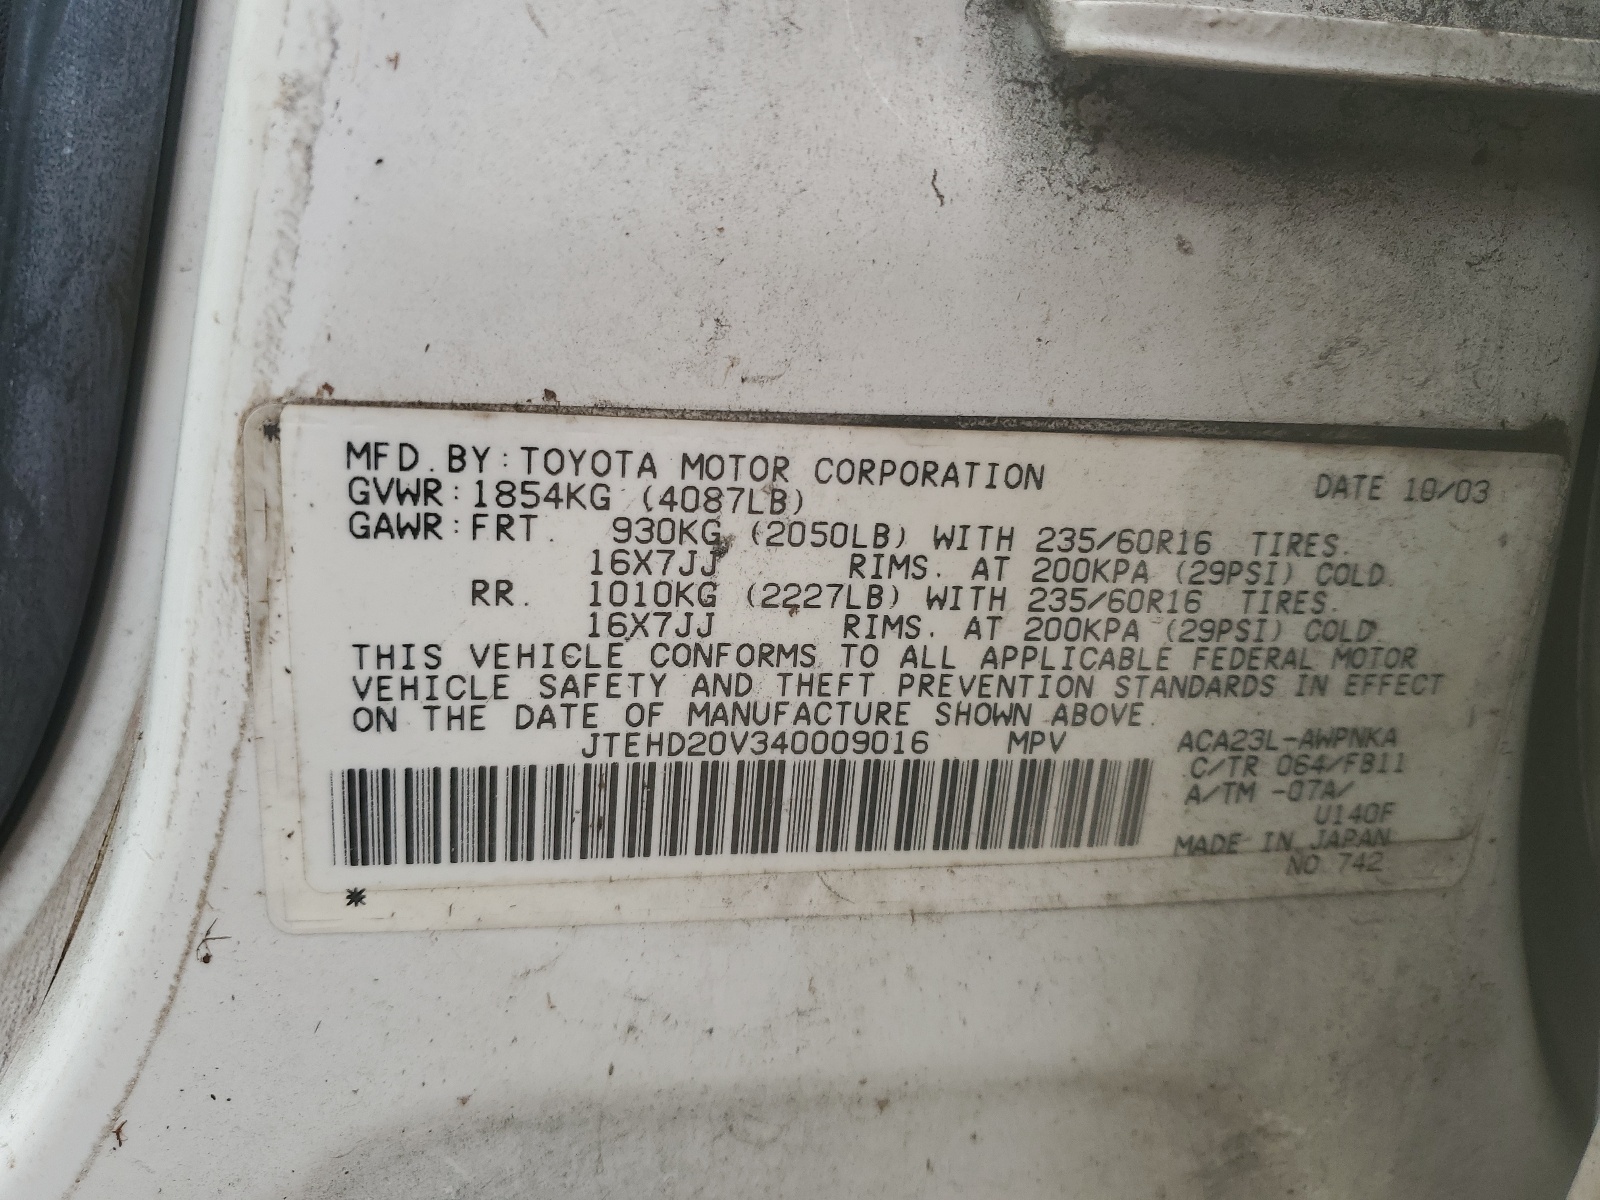 MFD. BY: TOYOTA MOTOR CORPORATION DATE 10/03
GVWR: 1854KG (4087LB)
GAWR: FRT. 930KG (2050LB) WITH 235/60R16 TIRES.
16X7JJ RIMS. AT 200KPA (29PSI) COLD.
RR. 1010KG (2227LB) WITH 235/60R16 TIRES.
16X7JJ RIMS. AT 200KPA (29PSI) COLD.
THIS VEHICLE CONFORMS TO ALL APPLICABLE FEDERAL MOTOR
VEHICLE SAFETY AND THEFT PREVENTION STANDARDS IN EFFECT
ON THE DATE OF MANUFACTURE SHOWN ABOVE.
JTEHD20V340009016 MPV ACA23L-AWPNKA
C/TR 064/FB11
A/TM -07A/
U140F
MADE IN JAPAN
NO 742
*